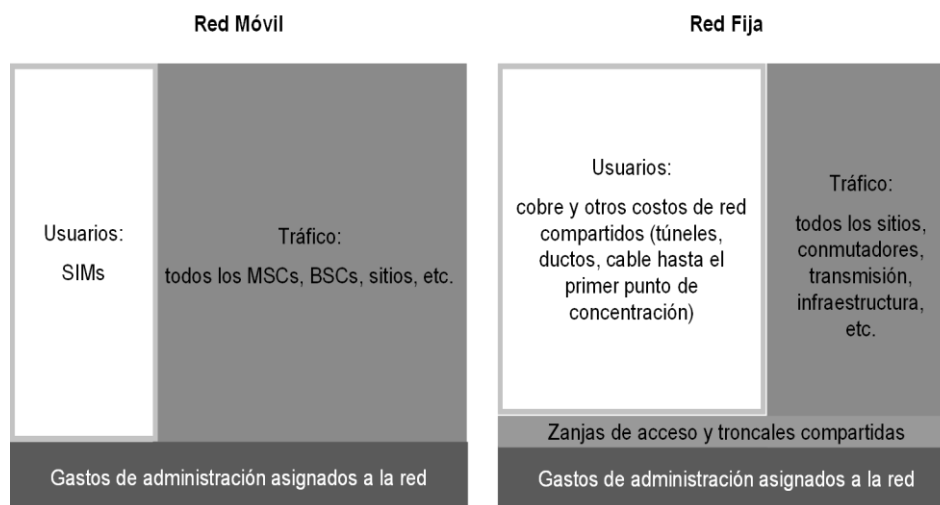 Red Móvil
Usuarios:
SIMs
Tráfico:
todos los MSCs, BSCs, sitios, etc.
Gastos de administración asignados a la red
Red Fija
Usuarios:
cobre y otros costos de red
compartidos (túneles,
ductos, cable hasta el
primer punto de
concentración)
Tráfico:
todos los sitios,
conmutadores,
transmisión,
infraestructura,
etc.
Zanjas de acceso y troncales compartidas
Gastos de administración asignados a la red